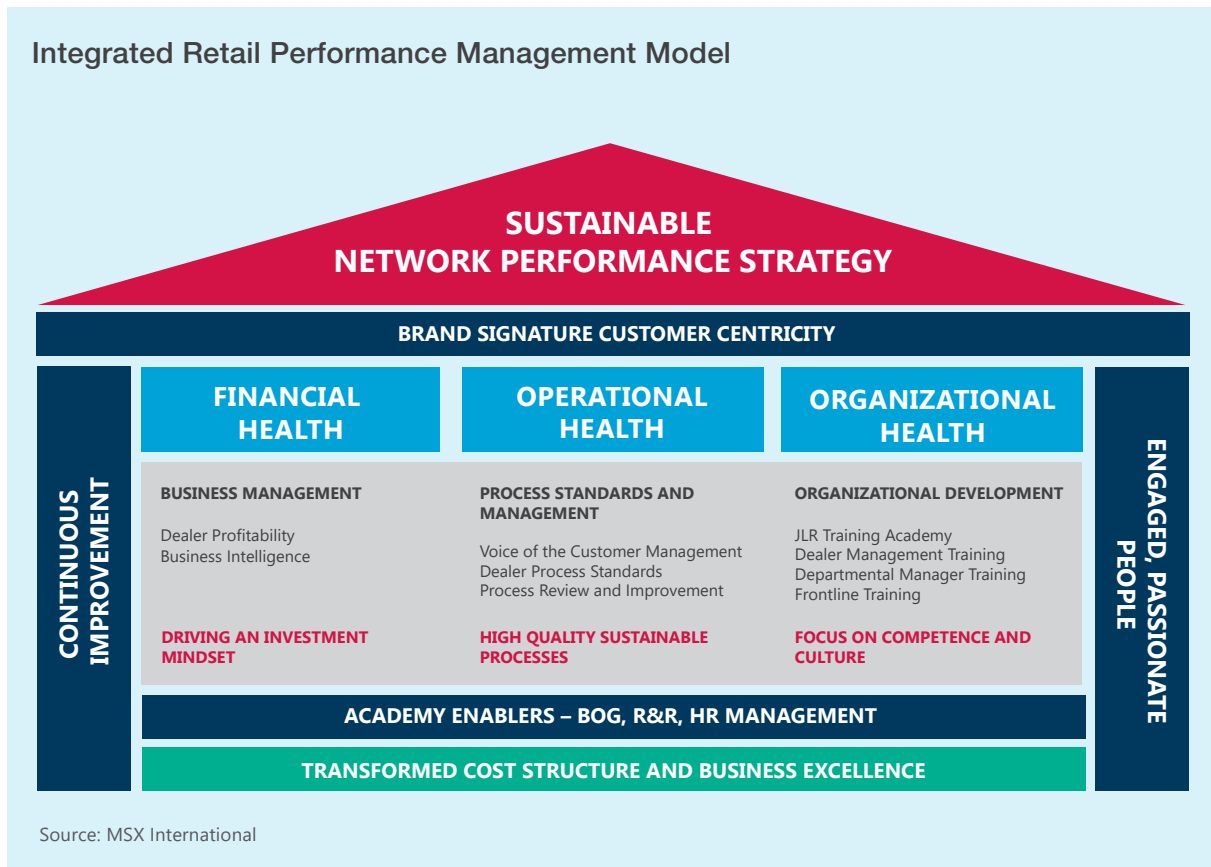 Integrated Retail Performance Management Model
SUSTAINABLE
NETWORK PERFORMANCE STRATEGY
BRAND SIGNATURE CUSTOMER CENTRICITY
CONTINUOUS
IMPROVEMENT
FINANCIAL
HEALTH
BUSINESS MANAGEMENT
Dealer Profitability
Business Intelligence
DRIVING AN INVESTMENT
MINDSET
OPERATIONAL
HEALTH
PROCESS STANDARDS AND
MANAGEMENT
Voice of the Customer Management
Dealer Process Standards
Process Review and Improvement
HIGH QUALITY SUSTAINABLE
PROCESSES
ORGANIZATIONAL
HEALTH
ORGANIZATIONAL DEVELOPMENT
JLR Training Academy
Dealer Management Training
Departmental Manager Training
Frontline Training
FOCUS ON COMPETENCE AND
CULTURE
ENGAGED, PASSIONATE
PEOPLE
ACADEMY ENABLERS – BOG, R&R, HR MANAGEMENT
TRANSFORMED COST STRUCTURE AND BUSINESS EXCELLENCE
Source: MSX International